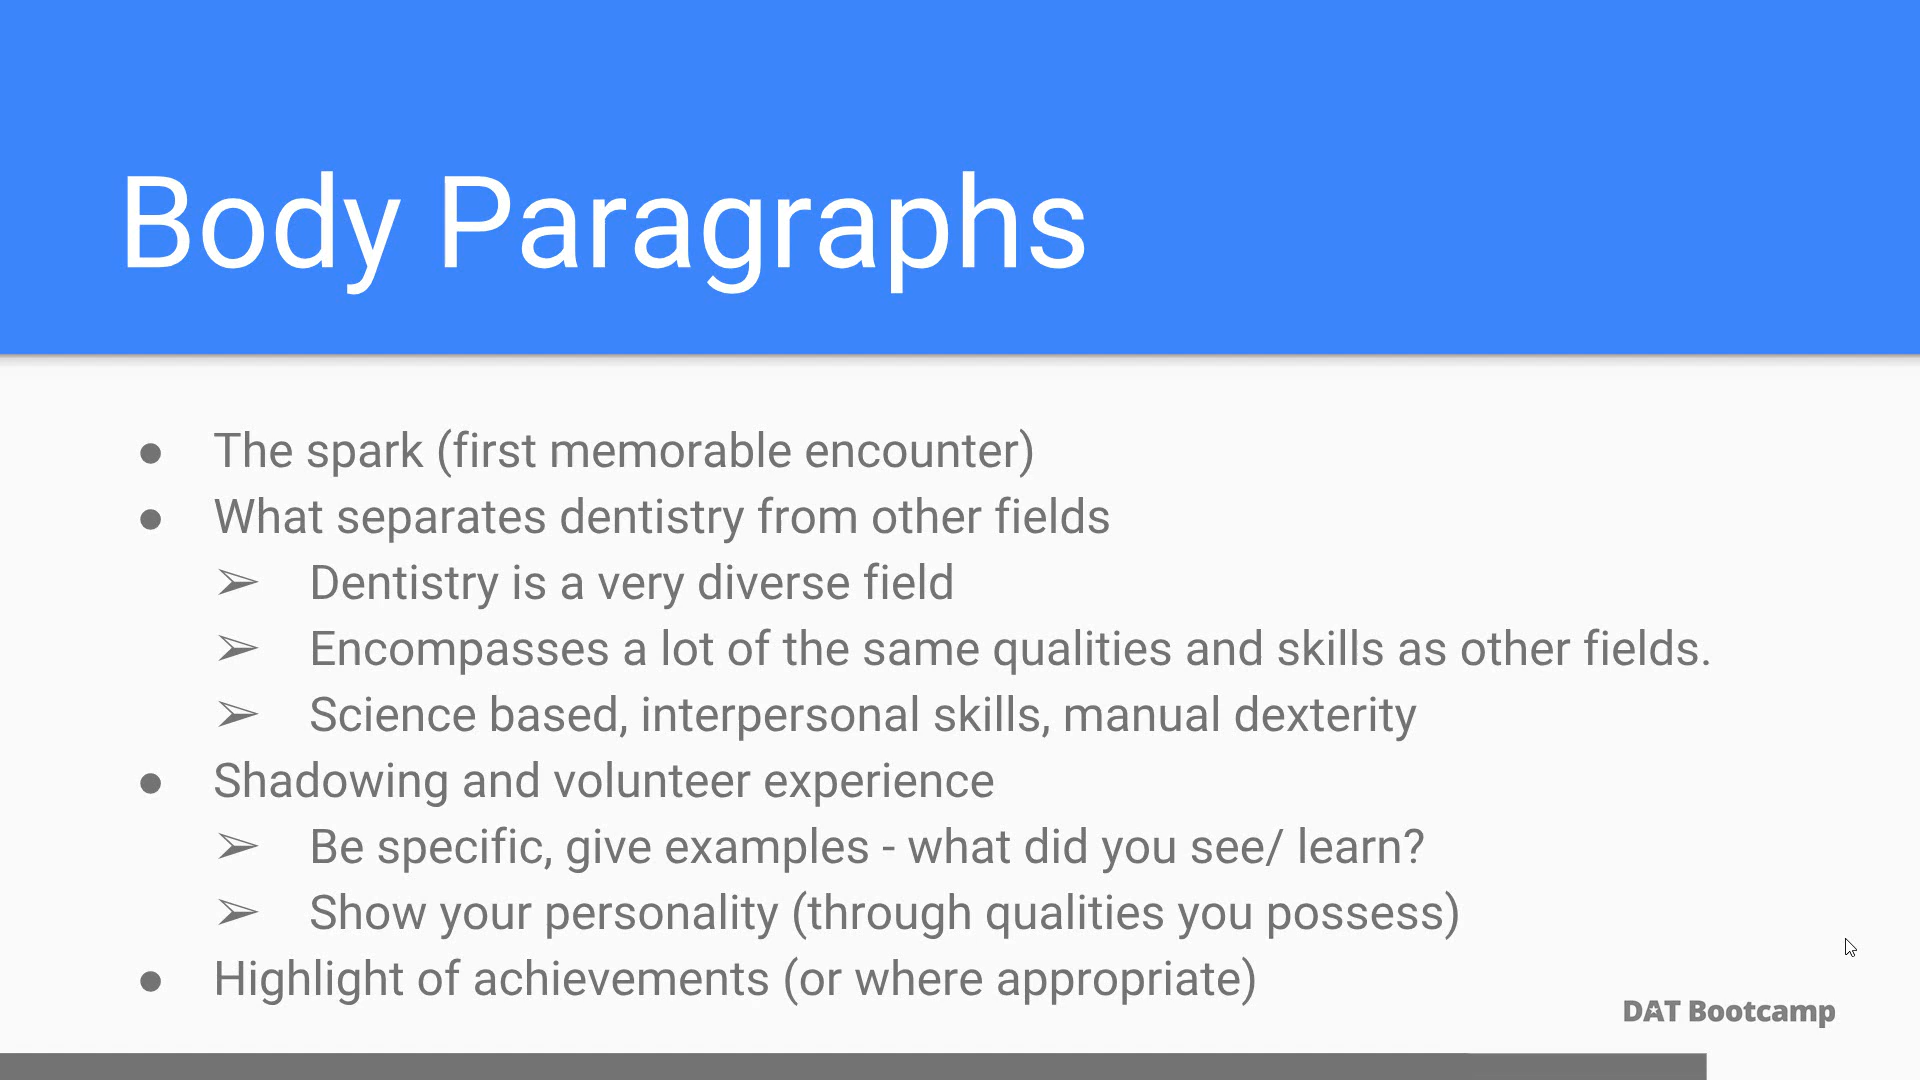 Body Paragraphs
● The spark (first memorable encounter)
● What separates dentistry from other fields
➢ Dentistry is a very diverse field
➢ Encompasses a lot of the same qualities and skills as other fields.
➢ Science based, interpersonal skills, manual dexterity
● Shadowing and volunteer experience
➢ Be specific, give examples - what did you see/ learn?
➢ Show your personality (through qualities you possess)
● Highlight of achievements (or where appropriate)
DAT Bootcamp